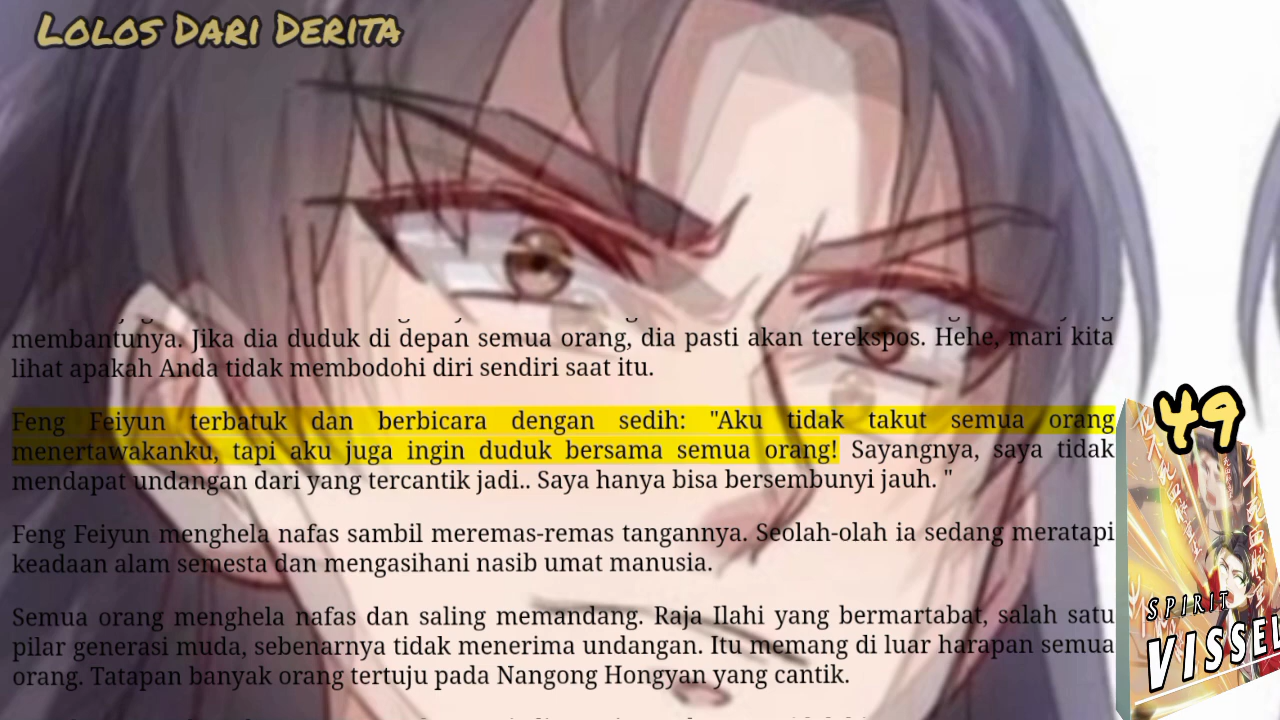 Lolos Dari Derita
membantunya. Jika dia duduk di depan semua orang, dia pasti akan terekspos. Hehe, mari kita
lihat apakah Anda tidak membodohi diri sendiri saat itu.
Feng Feiyun terbatuk dan berbicara dengan sedih: "Aku tidak takut semua orang
menertawakanku, tapi aku juga ingin duduk bersama semua orang! Sayangnya, saya tidak
mendapat undangan dari yang tercantik jadi.. Saya hanya bisa bersembunyi jauh. "
Feng Feiyun menghela nafas sambil meremas-remas tangannya. Seolah-olah ia sedang meratapi
keadaan alam semesta dan mengasihani nasib umat manusia.
Semua orang menghela nafas dan saling memandang. Raja Ilahi yang bermartabat, salah satu
pilar generasi muda, sebenarnya tidak menerima undangan. Itu memang di luar harapan semua
orang. Tatapan banyak orang tertuju pada Nangong Hongyan yang cantik.
49
SPIRIT
VISSEL